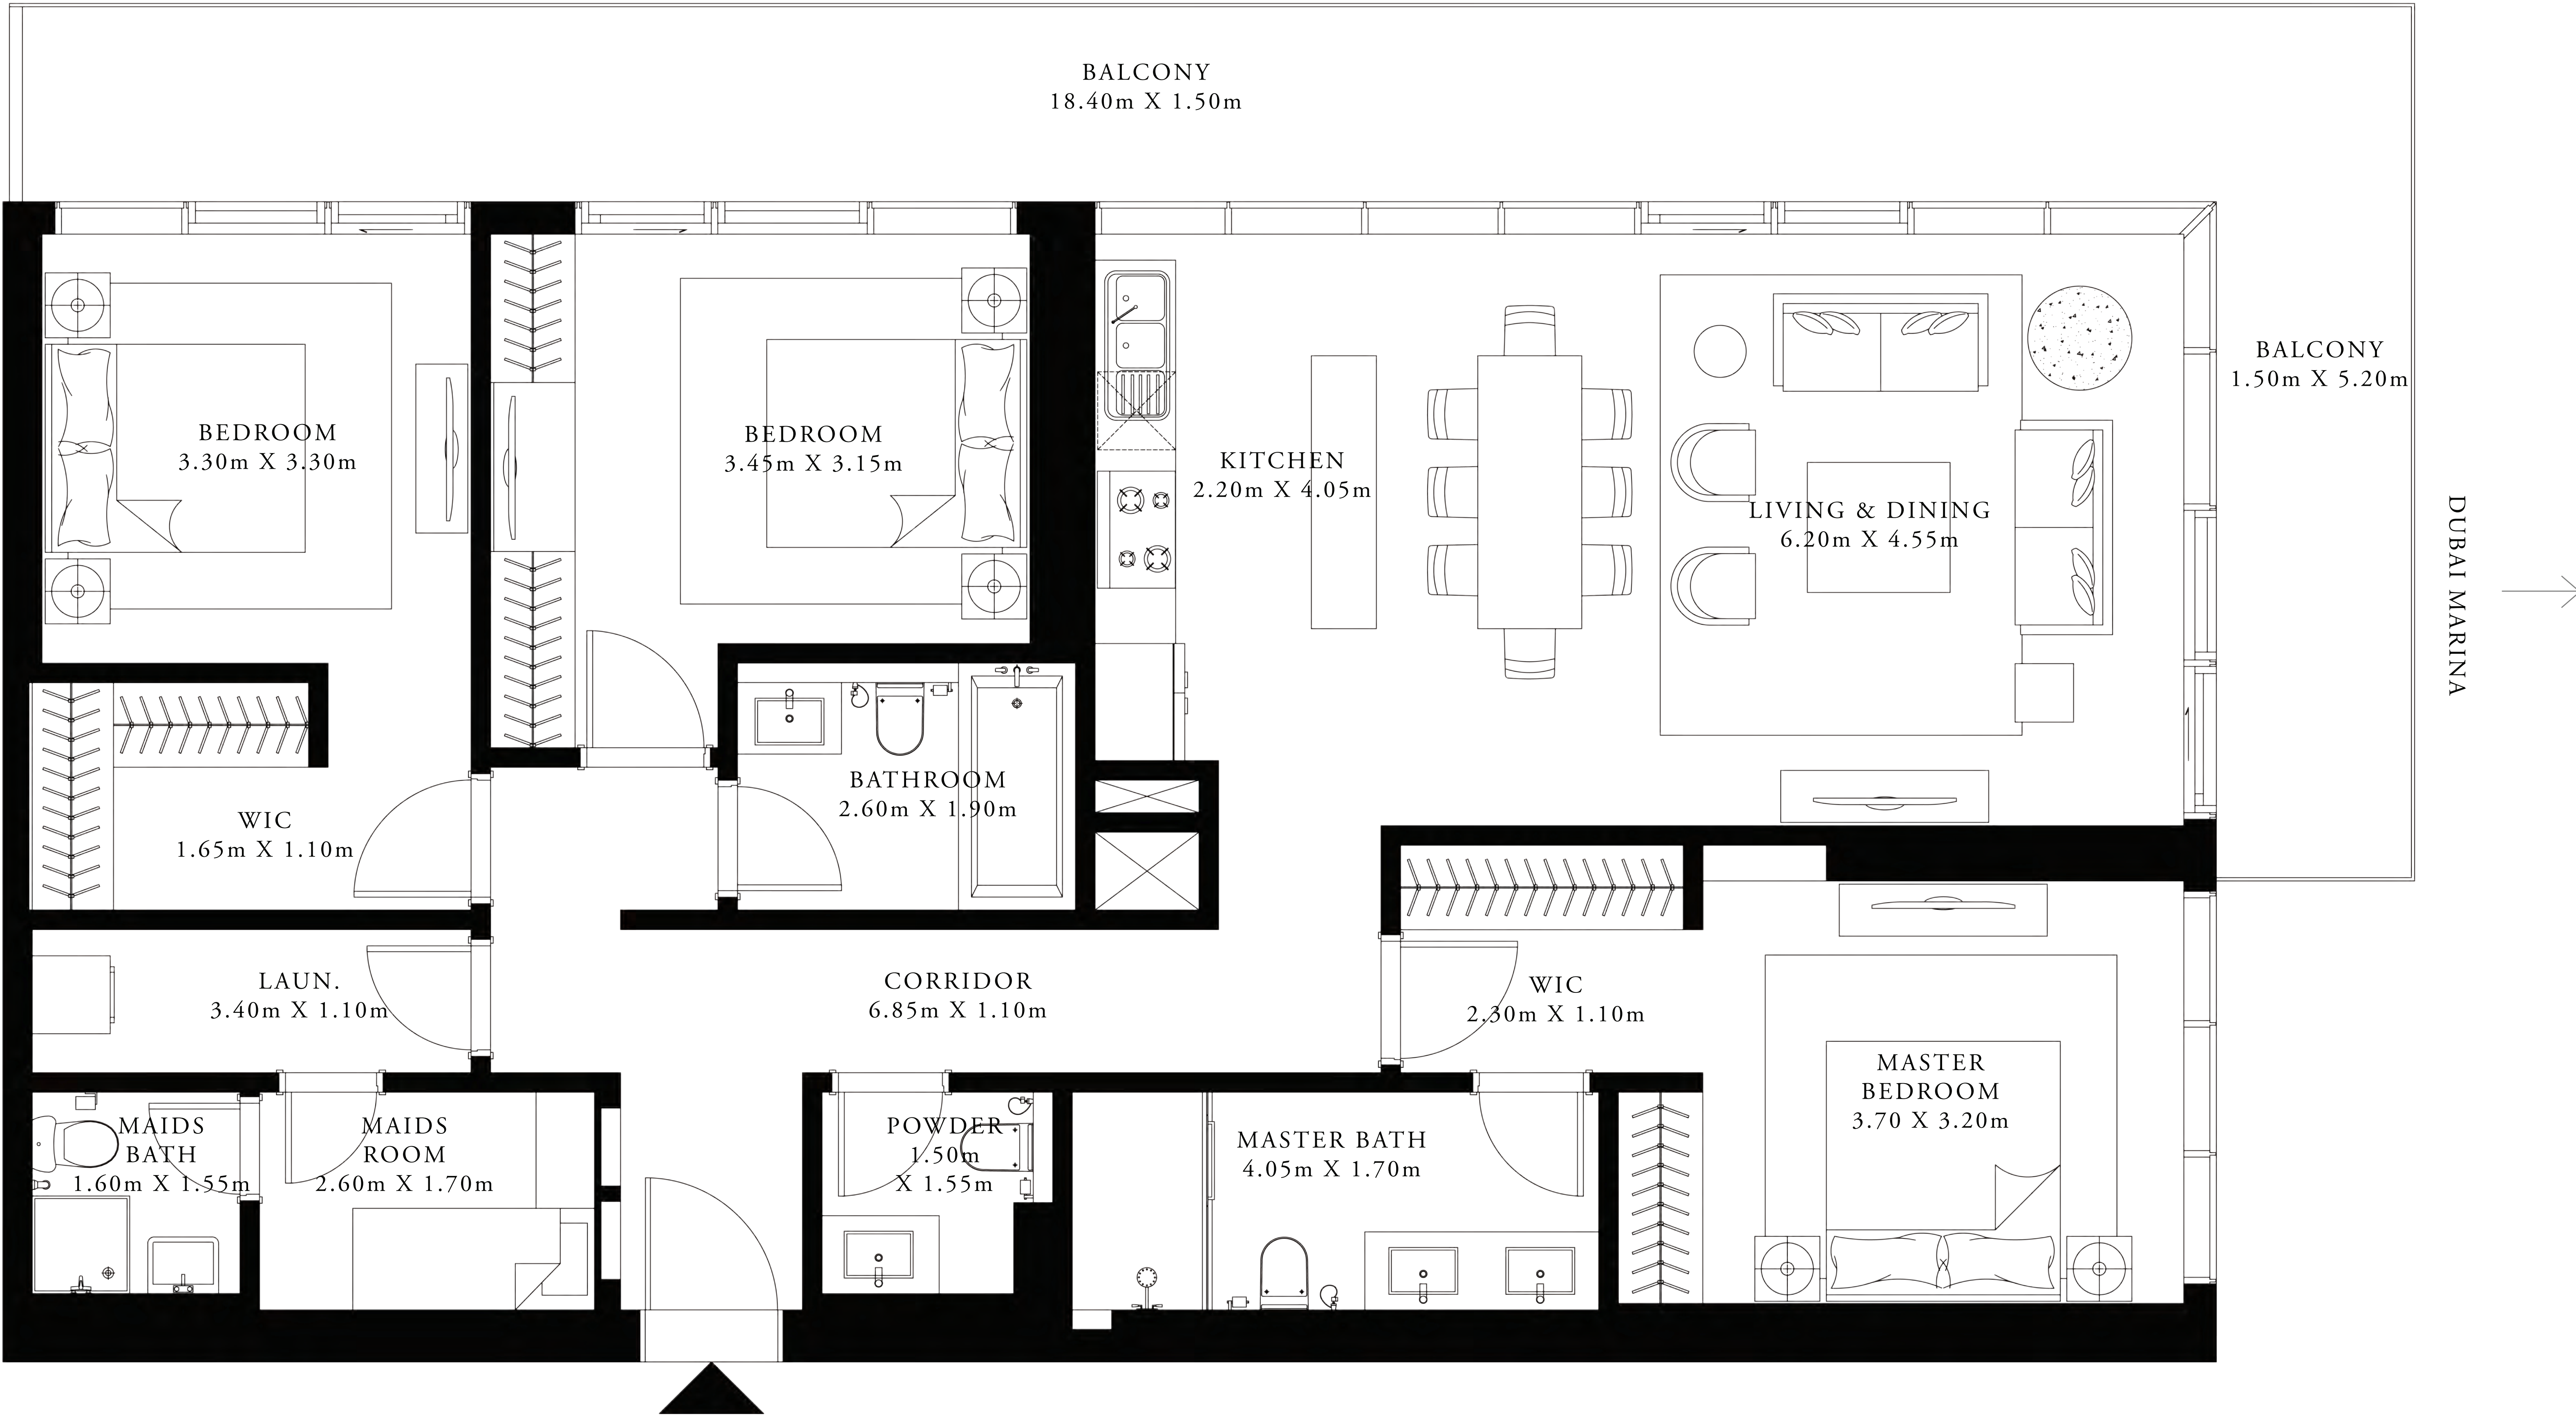 BALCONY
18.40m X 1.50m
BALCONY
1.50m X 5.20m
BEDROOM
3.30m X 3.30m
BEDROOM
3.45m X 3.15m
KITCHEN
2.20m X 4.05m
LIVING & DINING
6.20m X 4.55m
DUBAI MARINA
BATHROOM
2.60m X 1.90m
WIC
1.65m X 1.10m
LAUN.
3.40m X 1.10m
CORRIDOR
6.85m X 1.10m
WIC
2.30m X 1.10m
MASTER
BEDROOM
3.70 X 3.20m
MAIDS
BATH
1.60m X 1.55m
MAIDS
ROOM
2.60m X 1.70m
POWDER
1.50m
X 1.55m
MASTER BATH
4.05m X 1.70m